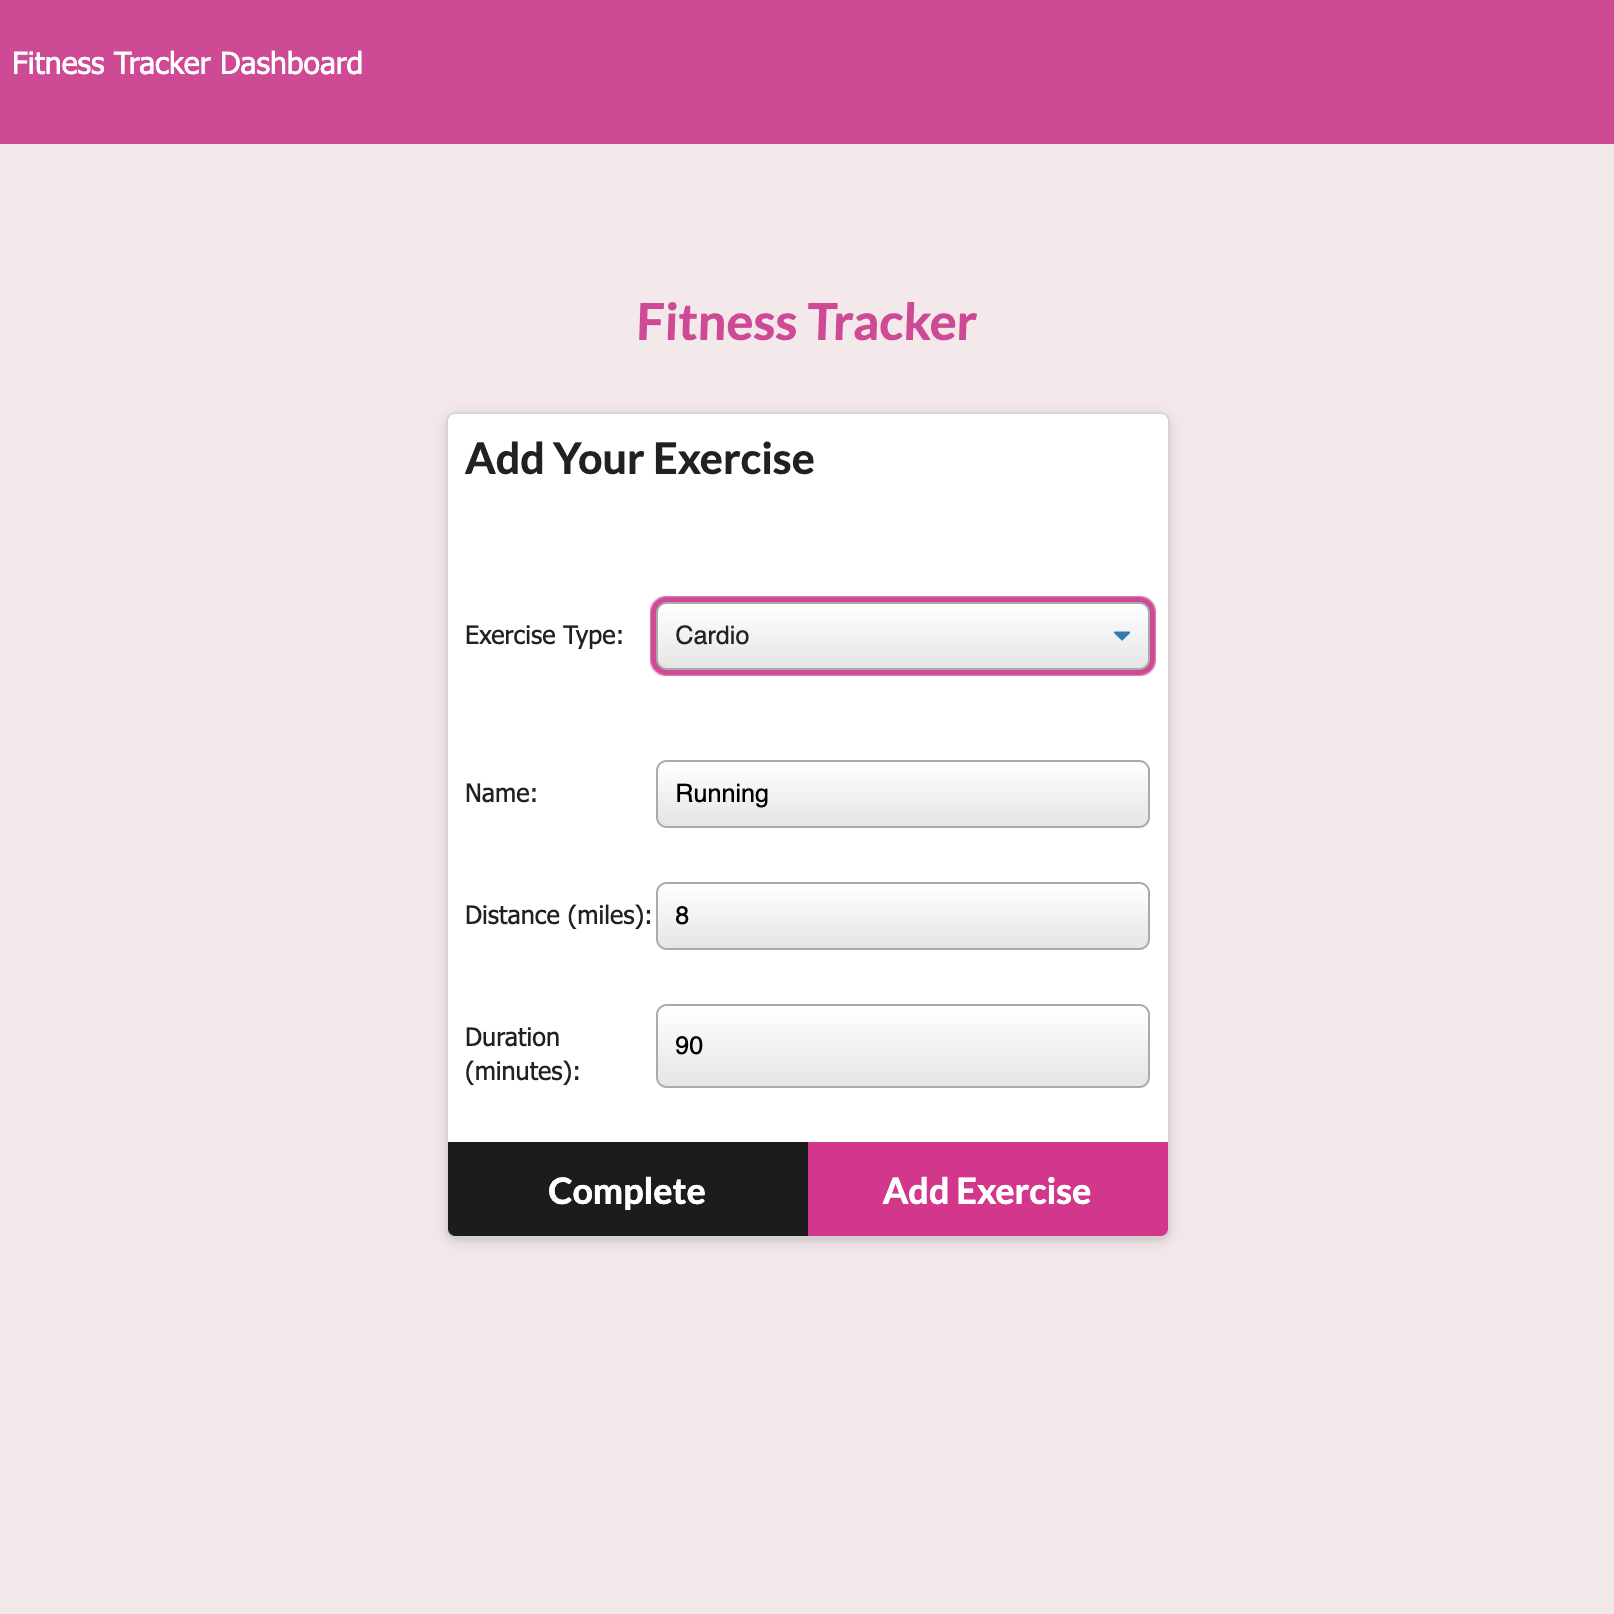 Fitness Tracker Dashboard
Fitness Tracker
Add Your Exercise
Exercise Type: Cardio
Name: Running
Distance (miles): 8
Duration
(minutes): 90
Complete Add Exercise